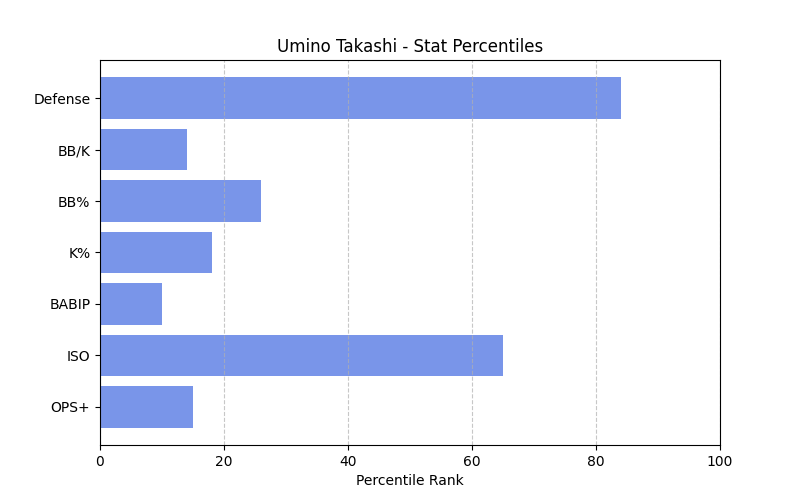 Umino Takashi - Stat Percentiles
Defense
BB/K
BB%
K%
BABIP
ISO
OPS+
0 20 40 60 80 100
Percentile Rank